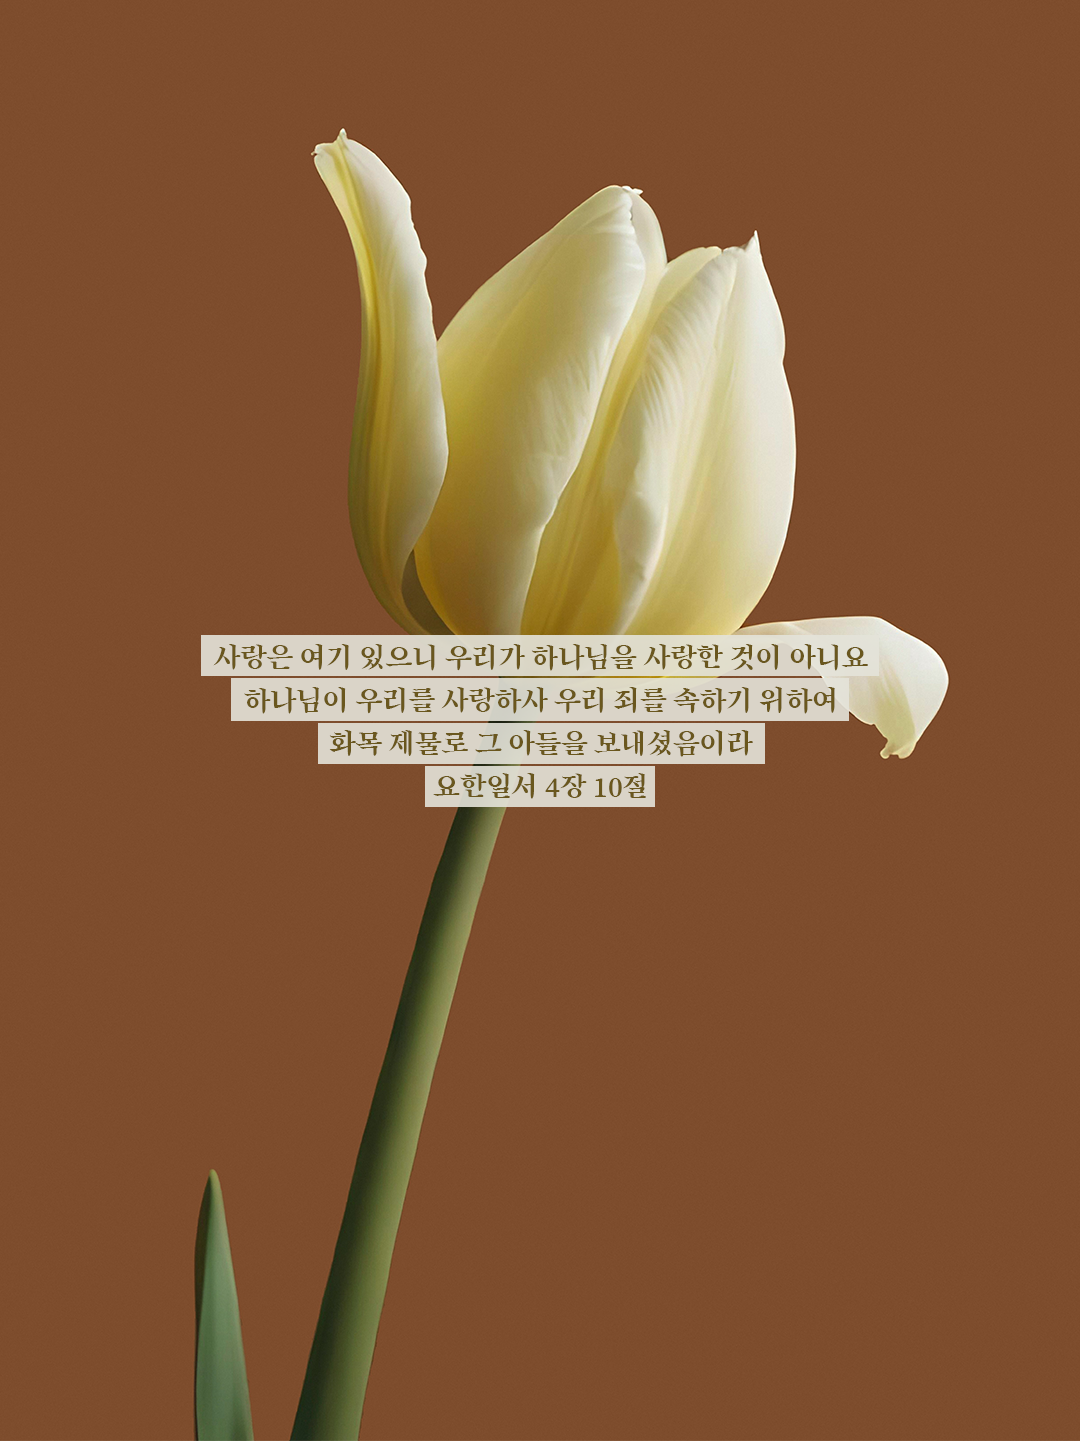 사랑은 여기 있으니 우리가 하나님을 사랑한 것이 아니요
하나님이 우리를 사랑하사 우리 죄를 속하기 위하여
화목 제물로 그 아들을 보내셨음이라
요한일서 4장 10절